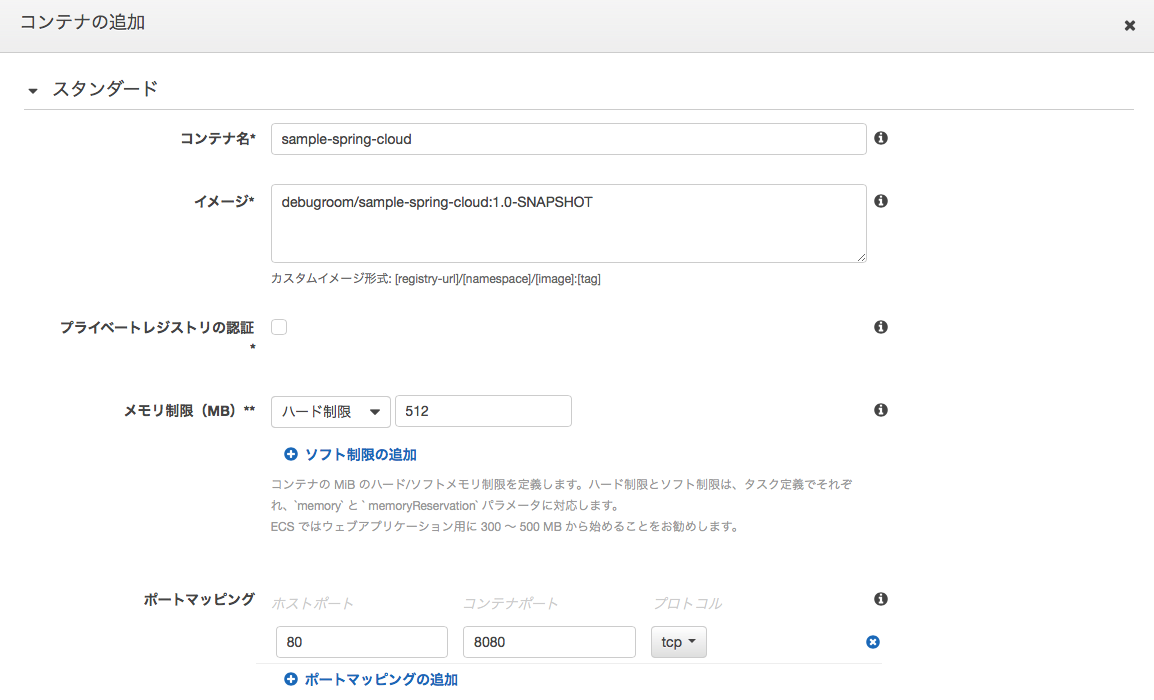 コンテナの追加
スタンダード
コンテナ名*
sample-spring-cloud
イメージ*
debugroom/sample-spring-cloud:1.0-SNAPSHOT
カスタムイメージ形式: [registry-url]/[namespace]/[image]:[tag]
プライベートレジストリの認証
*
メモリ制限（MB）**
ハード制限
512
ソフト制限の追加
コンテナの MiB のハード/ソフトメモリ制限を定義します。ハード制限とソフト制限は、タスク定義でそれぞ
れ、`memory` と ` memoryReservation` パラメータに対応します。
ECS ではウェブアプリケーション用に 300 〜 500 MB から始めることをお勧めします。
ポートマッピング
ホストポート
コンテナポート
プロトコル
80
8080
tcp
ポートマッピングの追加